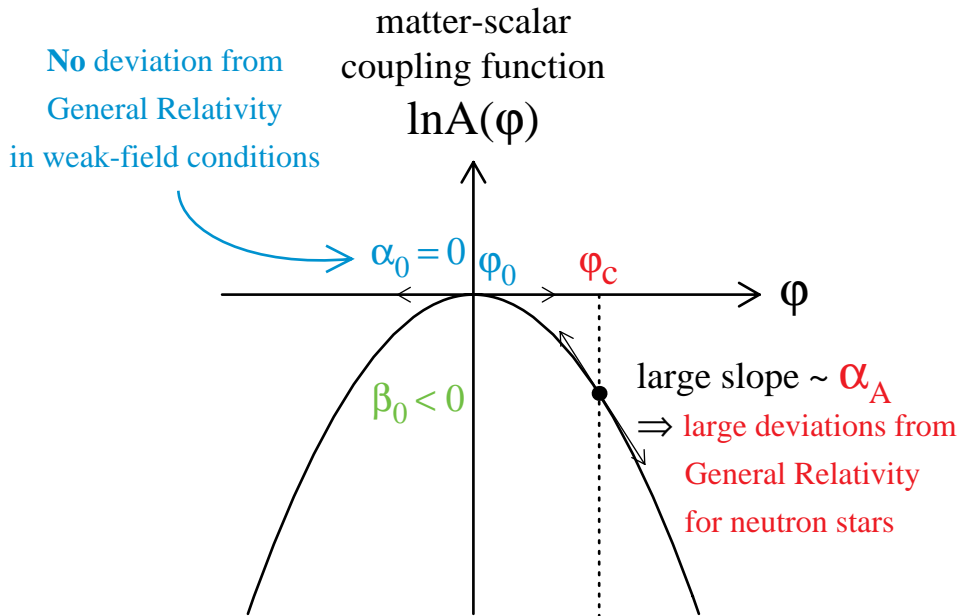 matter-scalar
coupling function
lnA(φ)
No deviation from
General Relativity
in weak-field conditions
α₀ = 0
φ₀
φc
φ
β₀ < 0
large slope ~ αA
⇒ large deviations from
General Relativity
for neutron stars